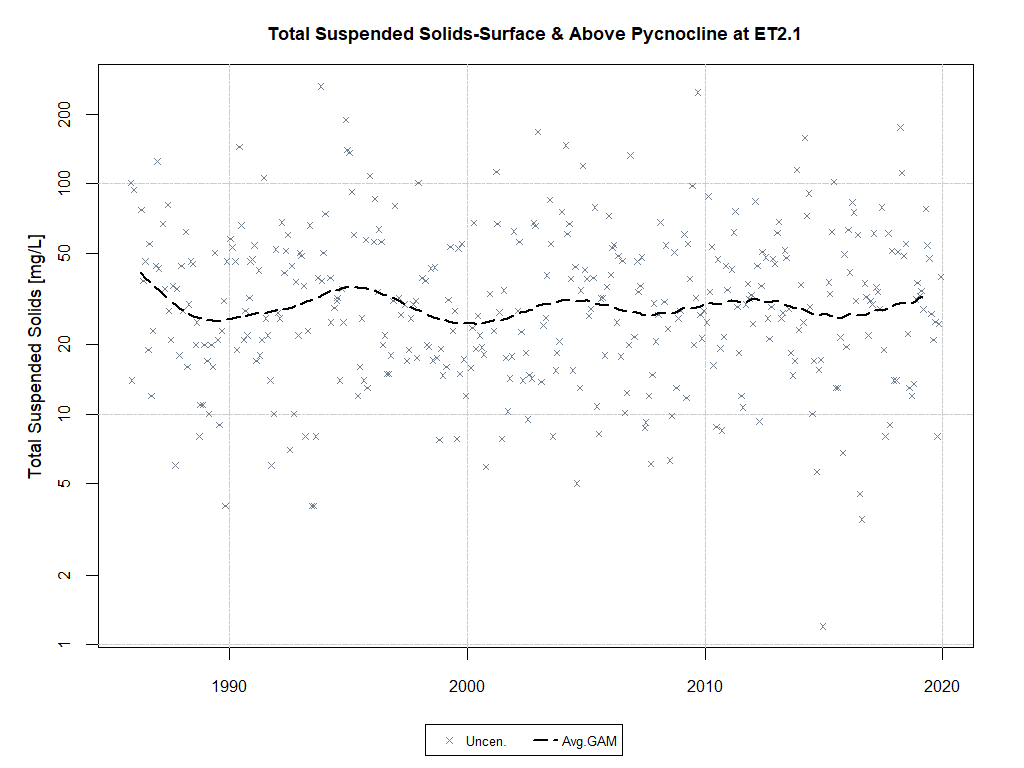 Total Suspended Solids-Surface & Above Pycnocline at ET2.1
Total Suspended Solids [mg/L]
200
100
50
20
10
5
2
1
1990 2000 2010 2020
Uncen. Avg.GAM